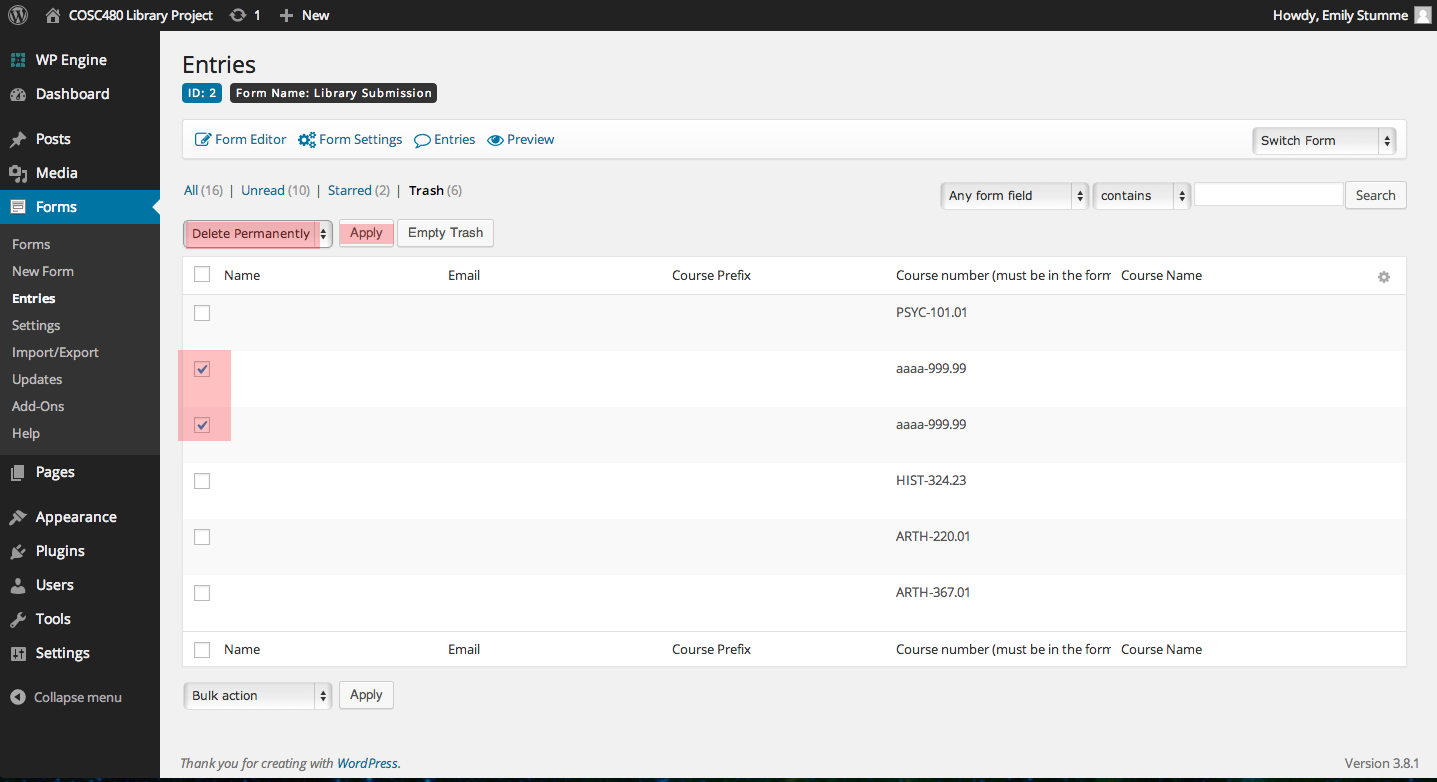 COSC480 Library Project 1 New Howdy, Emily Stumme
WP Engine
Dashboard
Posts
Media
Forms
Forms
New Form
Entries
Settings
Import/Export
Updates
Add-Ons
Help
Pages
Appearance
Plugins
Users
Tools
Settings
Collapse menu
Entries
ID: 2 Form Name: Library Submission
Form Editor Form Settings Entries Preview Switch Form
All (16) | Unread (10) | Starred (2) | Trash (6) Any form field contains Search
Delete Permanently Apply Empty Trash
Name Email Course Prefix Course number (must be in the form Course Name
PSYC-101.01
aaaa-999.99
aaaa-999.99
HIST-324.23
ARTH-220.01
ARTH-367.01
Name Email Course Prefix Course number (must be in the form Course Name
Bulk action Apply
Thank you for creating with WordPress. Version 3.8.1